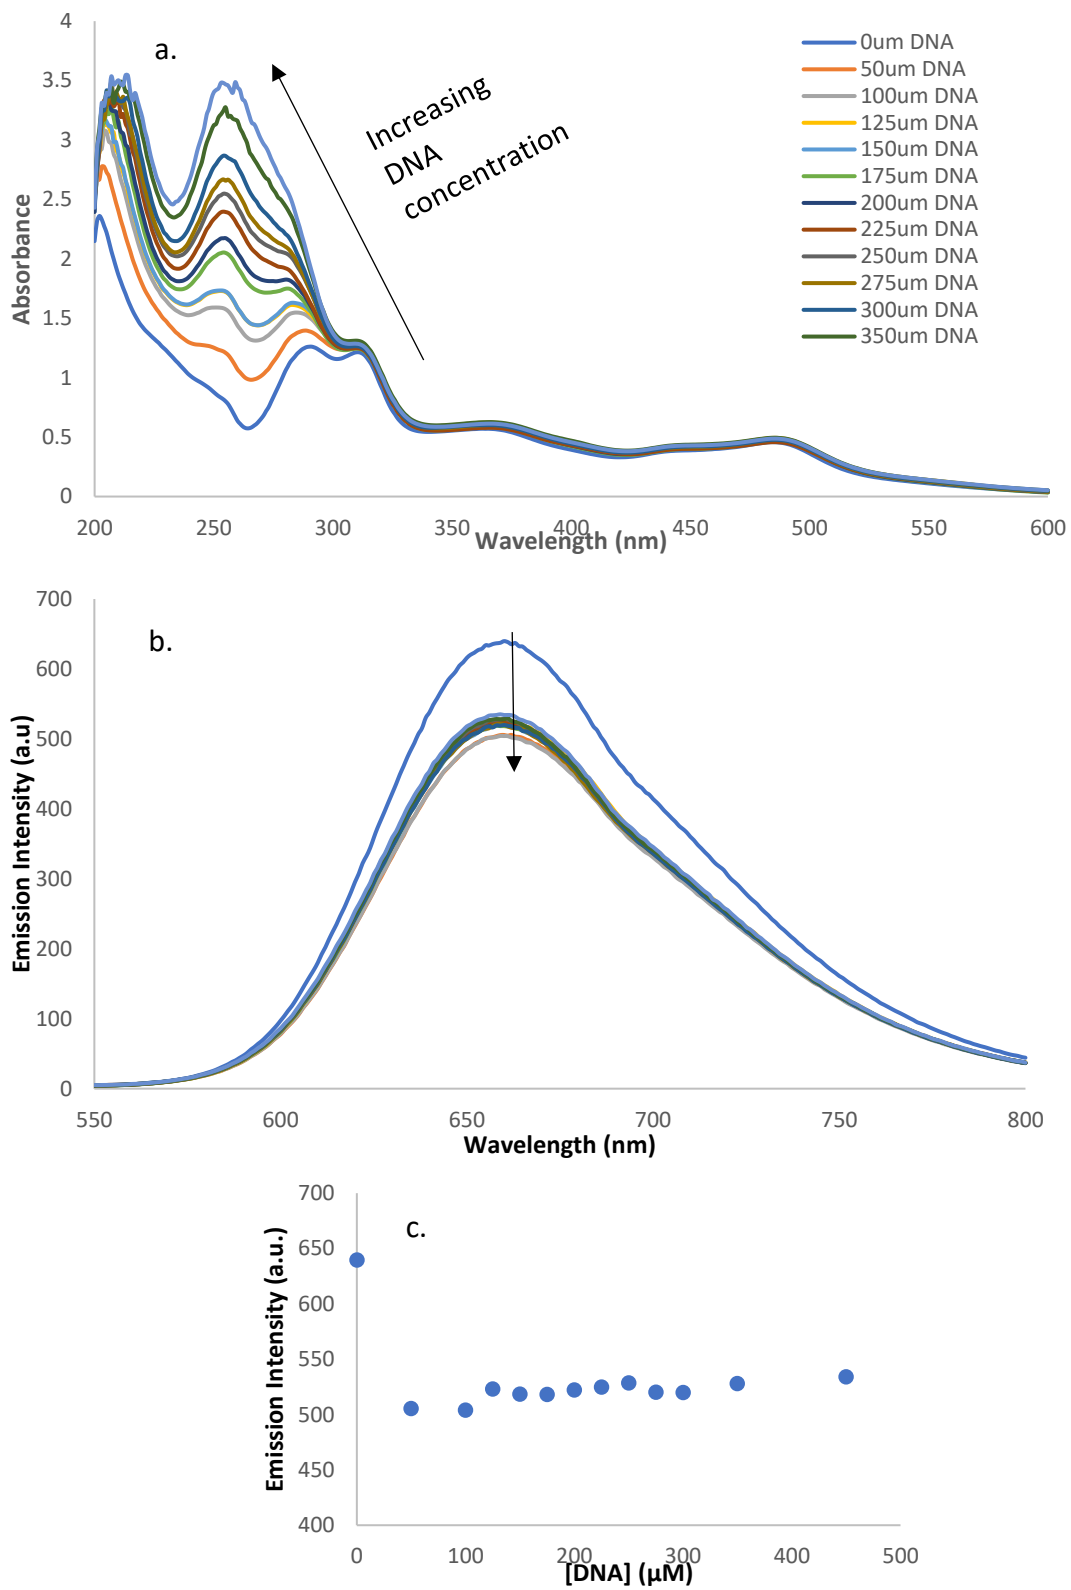 4
3.5
3
2.5
2
1.5
1
0.5
0
Absorbance
a.
Increasing
DNA
concentration
0um DNA
50um DNA
100um DNA
125um DNA
150um DNA
175um DNA
200um DNA
225um DNA
250um DNA
275um DNA
300um DNA
350um DNA
200 250 300 350 400 450 500 550 600
Wavelength (nm)
700
600
500
400
300
200
100
0
Emission Intensity (a.u)
b.
550 600 650 700 750 800
Wavelength (nm)
700
650
600
550
500
450
400
Emission Intensity (a.u.)
c.
0 100 200 300 400 500
[DNA] (µM)